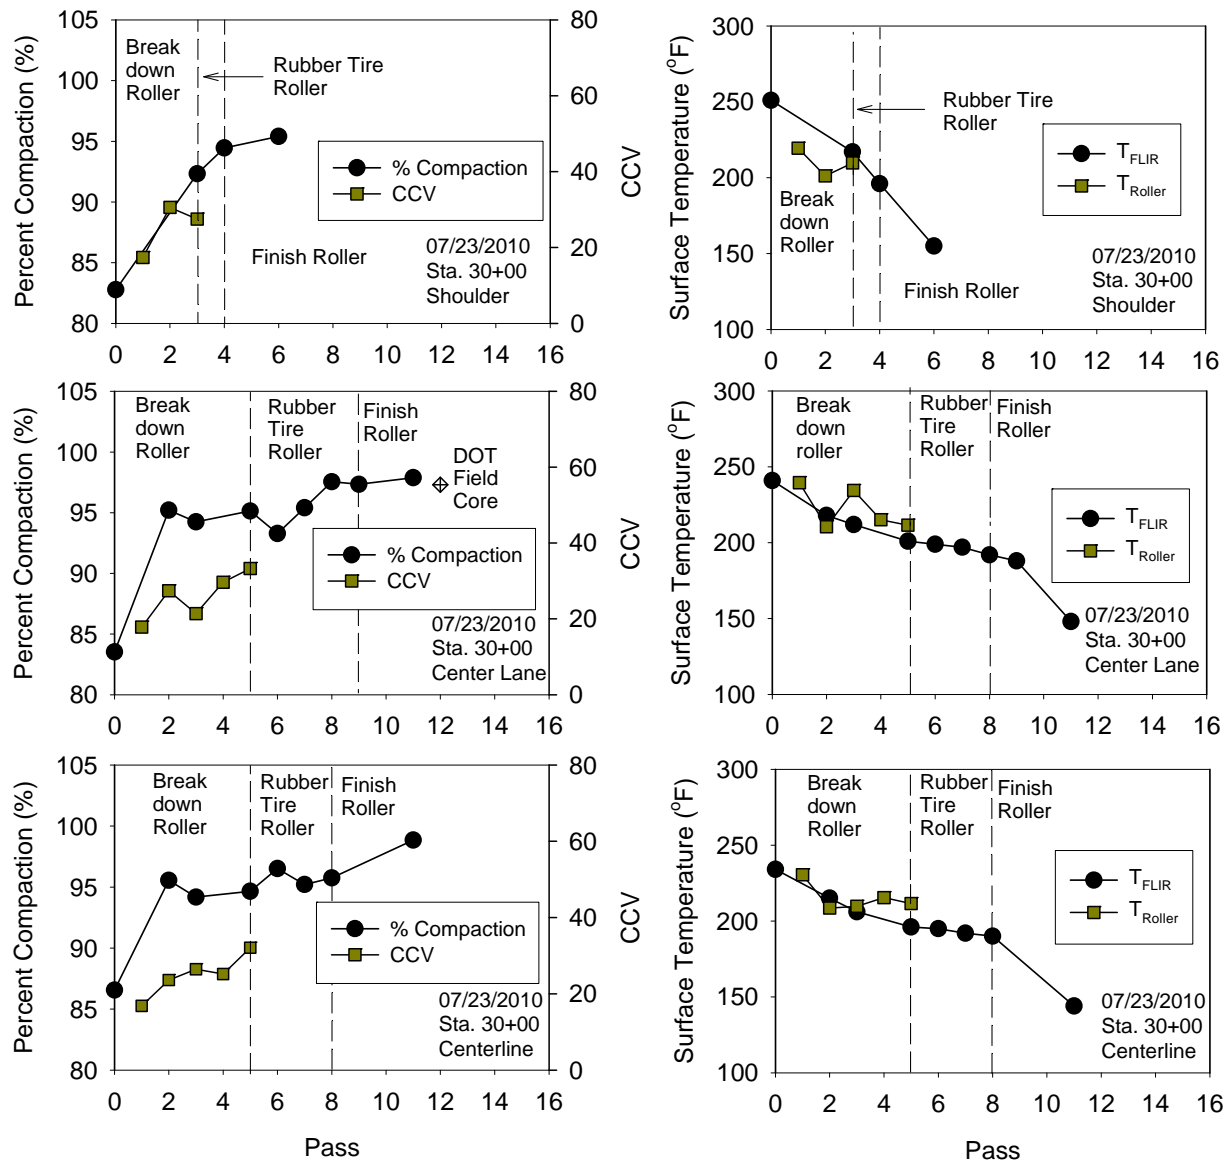 105
100
95
90
85
80
Percent Compaction (%)
Break
down
Roller
Rubber Tire
Roller
% Compaction
CCV
Finish Roller
07/23/2010
Sta. 30+00
Shoulder
80
60
40
20
0
CCV
0 2 4 6 8 10 12 14 16
300
250
200
150
100
Surface Temperature (°F)
Rubber Tire
Roller
Break
down
Roller
TFLIR
TRoller
Finish Roller
07/23/2010
Sta. 30+00
Shoulder
0 2 4 6 8 10 12 14 16
105
100
95
90
85
80
Percent Compaction (%)
Break
down
Roller
Rubber
Tire
Roller
Finish
Roller
DOT
Field
Core
% Compaction
CCV
07/23/2010
Sta. 30+00
Center Lane
80
60
40
20
0
CCV
0 2 4 6 8 10 12 14 16
300
250
200
150
100
Surface Temperature (°F)
Break
down
roller
Rubber
Tire
Roller
Finish
Roller
TFLIR
TRoller
07/23/2010
Sta. 30+00
Center Lane
0 2 4 6 8 10 12 14 16
105
100
95
90
85
80
Percent Compaction (%)
Break
down
Roller
Rubber
Tire
Roller
Finish
Roller
% Compaction
CCV
07/23/2010
Sta. 30+00
Centerline
80
60
40
20
0
CCV
0 2 4 6 8 10 12 14 16
Pass
300
250
200
150
100
Surface Temperature (°F)
Break
down
Roller
Rubber
Tire
Roller
Finish
Roller
TFLIR
TRoller
07/23/2010
Sta. 30+00
Centerline
0 2 4 6 8 10 12 14 16
Pass